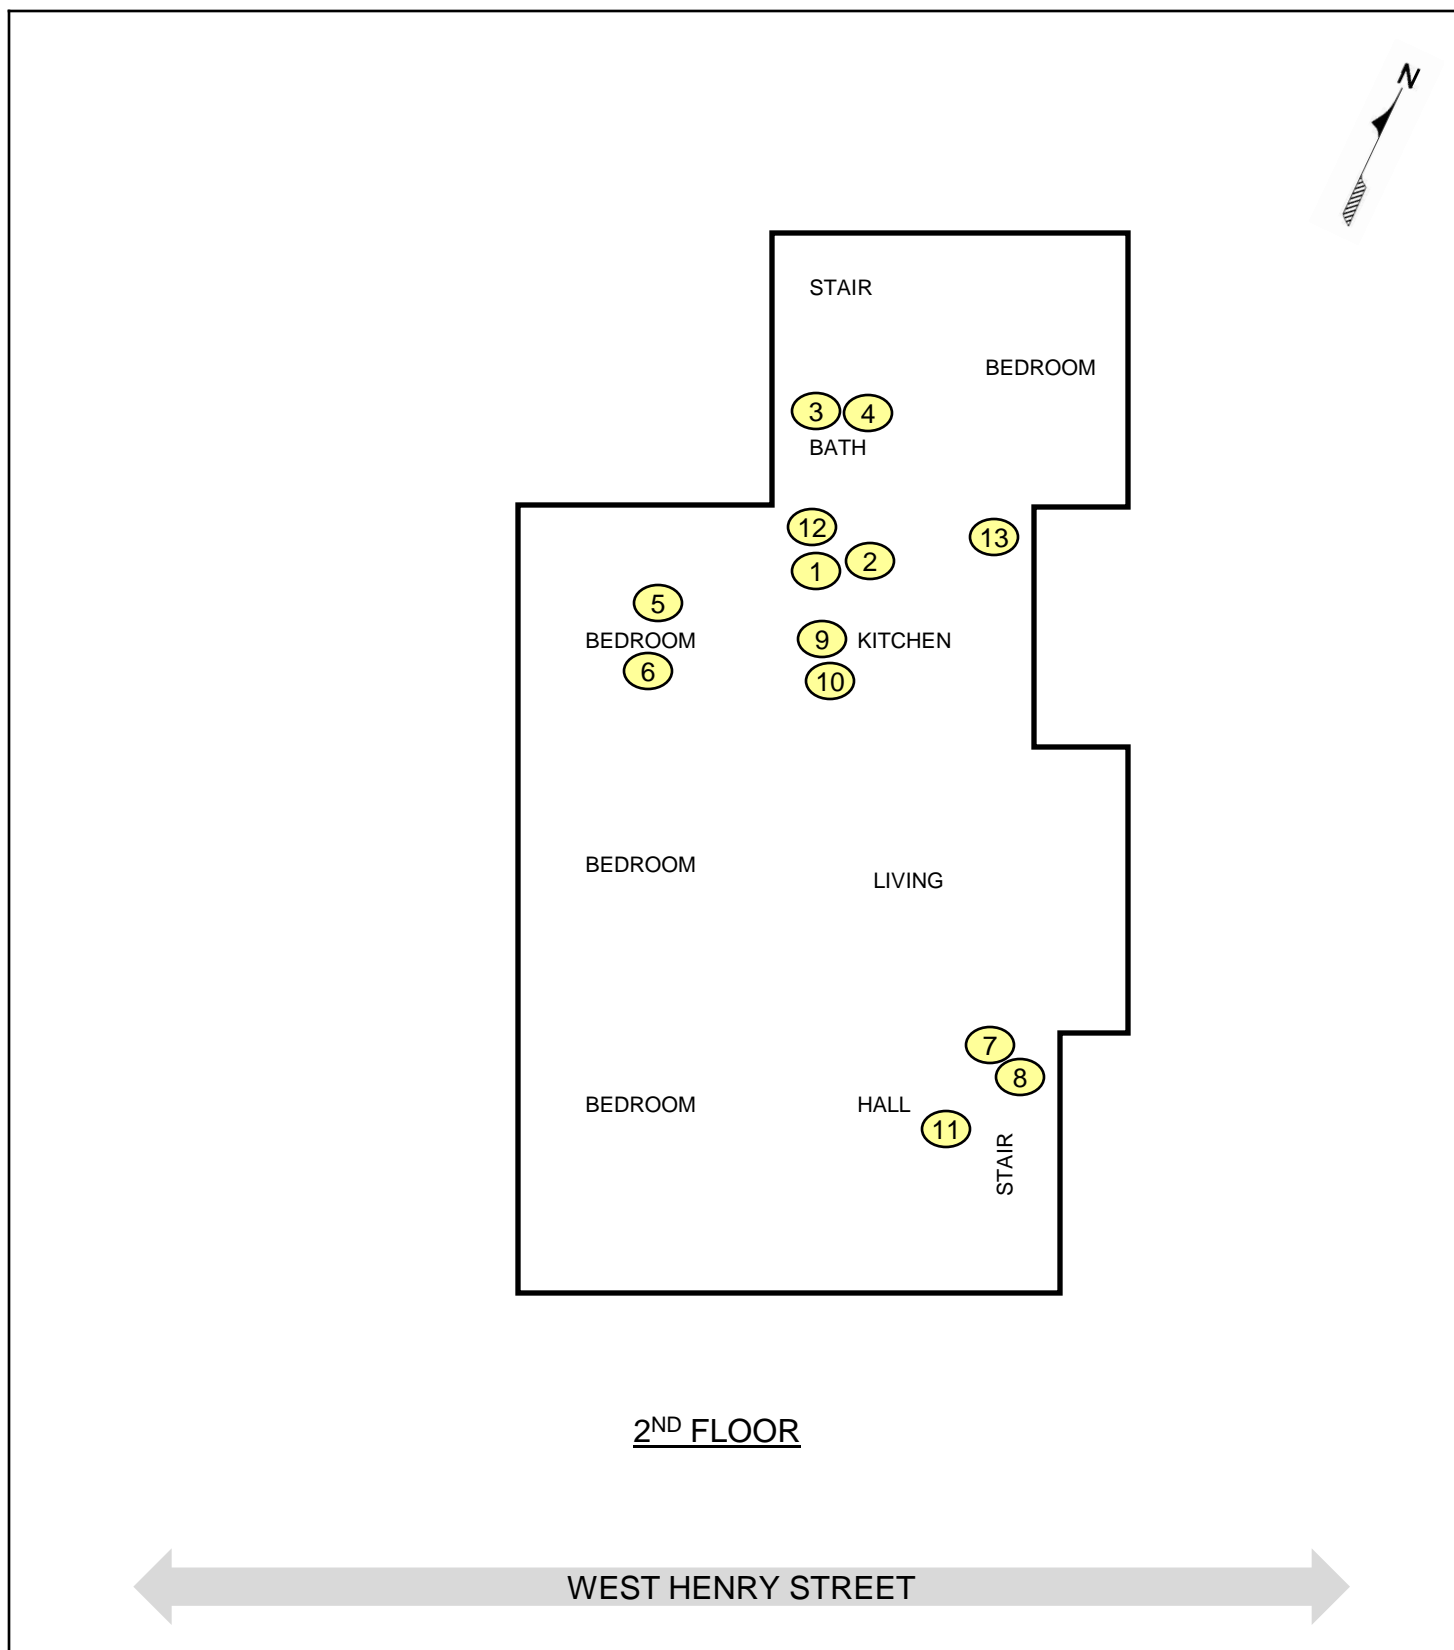 N
STAIR
BEDROOM
3 4
BATH
12
13
1 2
5
BEDROOM
9 KITCHEN
6
10
BEDROOM
LIVING
7
8
BEDROOM
HALL
11
STAIR
2ND FLOOR
WEST HENRY STREET